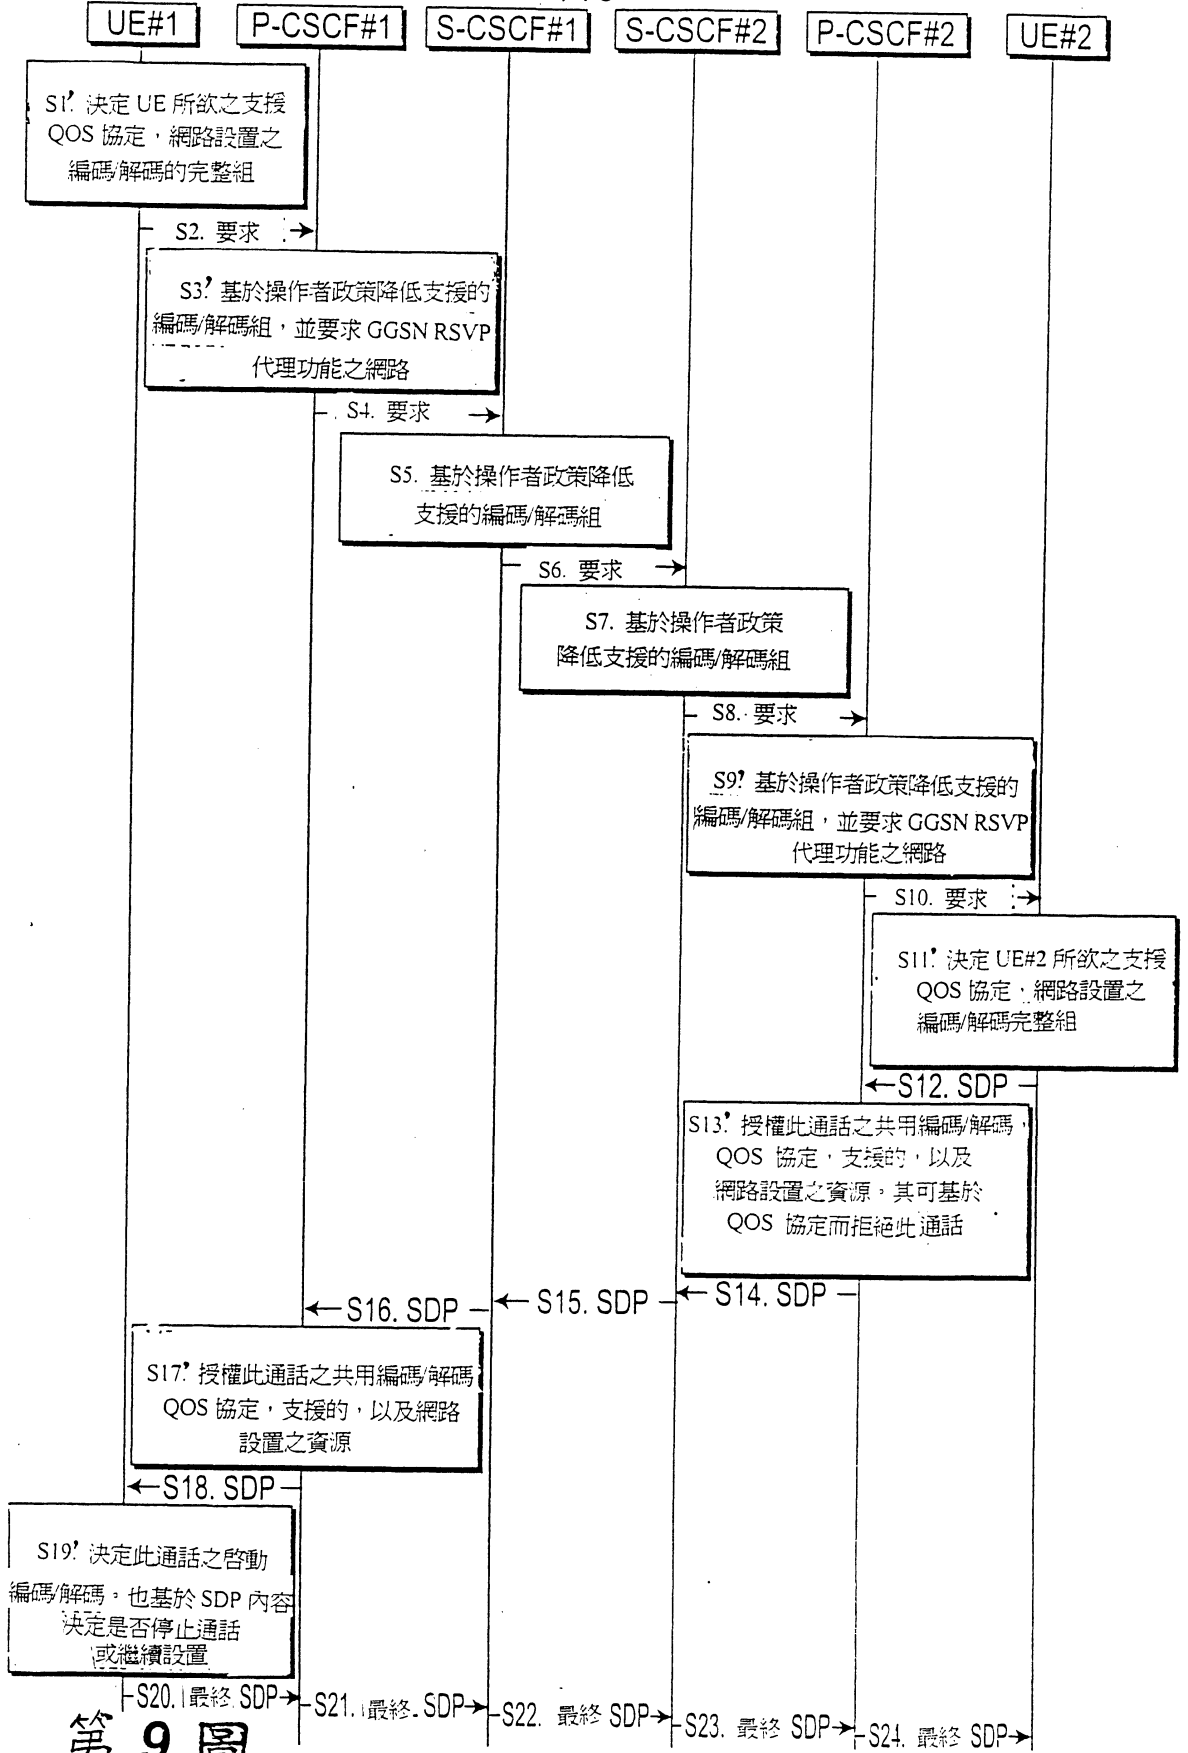 UE#1 P-CSCF#1 S-CSCF#1 S-CSCF#2 P-CSCF#2 UE#2
S1'. 決定 UE 所欲之支援
QOS 協定，網路設置之
編碼/解碼的完整組
S2. 要求
S3'. 基於操作者政策降低支援的
編碼/解碼組，並要求 GGSN RSVP
代理功能之網路
S4. 要求
S5. 基於操作者政策降低
支援的編碼/解碼組
S6. 要求
S7. 基於操作者政策
降低支援的編碼/解碼組
S8. 要求
S9'. 基於操作者政策降低支援的
編碼/解碼組，並要求 GGSN RSVP
代理功能之網路
S10. 要求
S11'. 決定 UE#2 所欲之支援
QOS 協定，網路設置之
編碼/解碼完整組
S12. SDP
S13'. 授權此通話之共用編碼/解碼，
QOS 協定，支援的，以及
網路設置之資源。其可基於
QOS 協定而拒絕此通話
S14. SDP
S15. SDP
S16. SDP
S17'. 授權此通話之共用編碼/解碼
QOS 協定，支援的，以及網路
設置之資源
S18. SDP
S19'. 決定此通話之啓動
編碼/解碼。也基於 SDP 內容
決定是否停止通話
或繼續設置
S20. 最終 SDP
S21. 最終 SDP
S22. 最終 SDP
S23. 最終 SDP
S24. 最終 SDP
第 9 圖